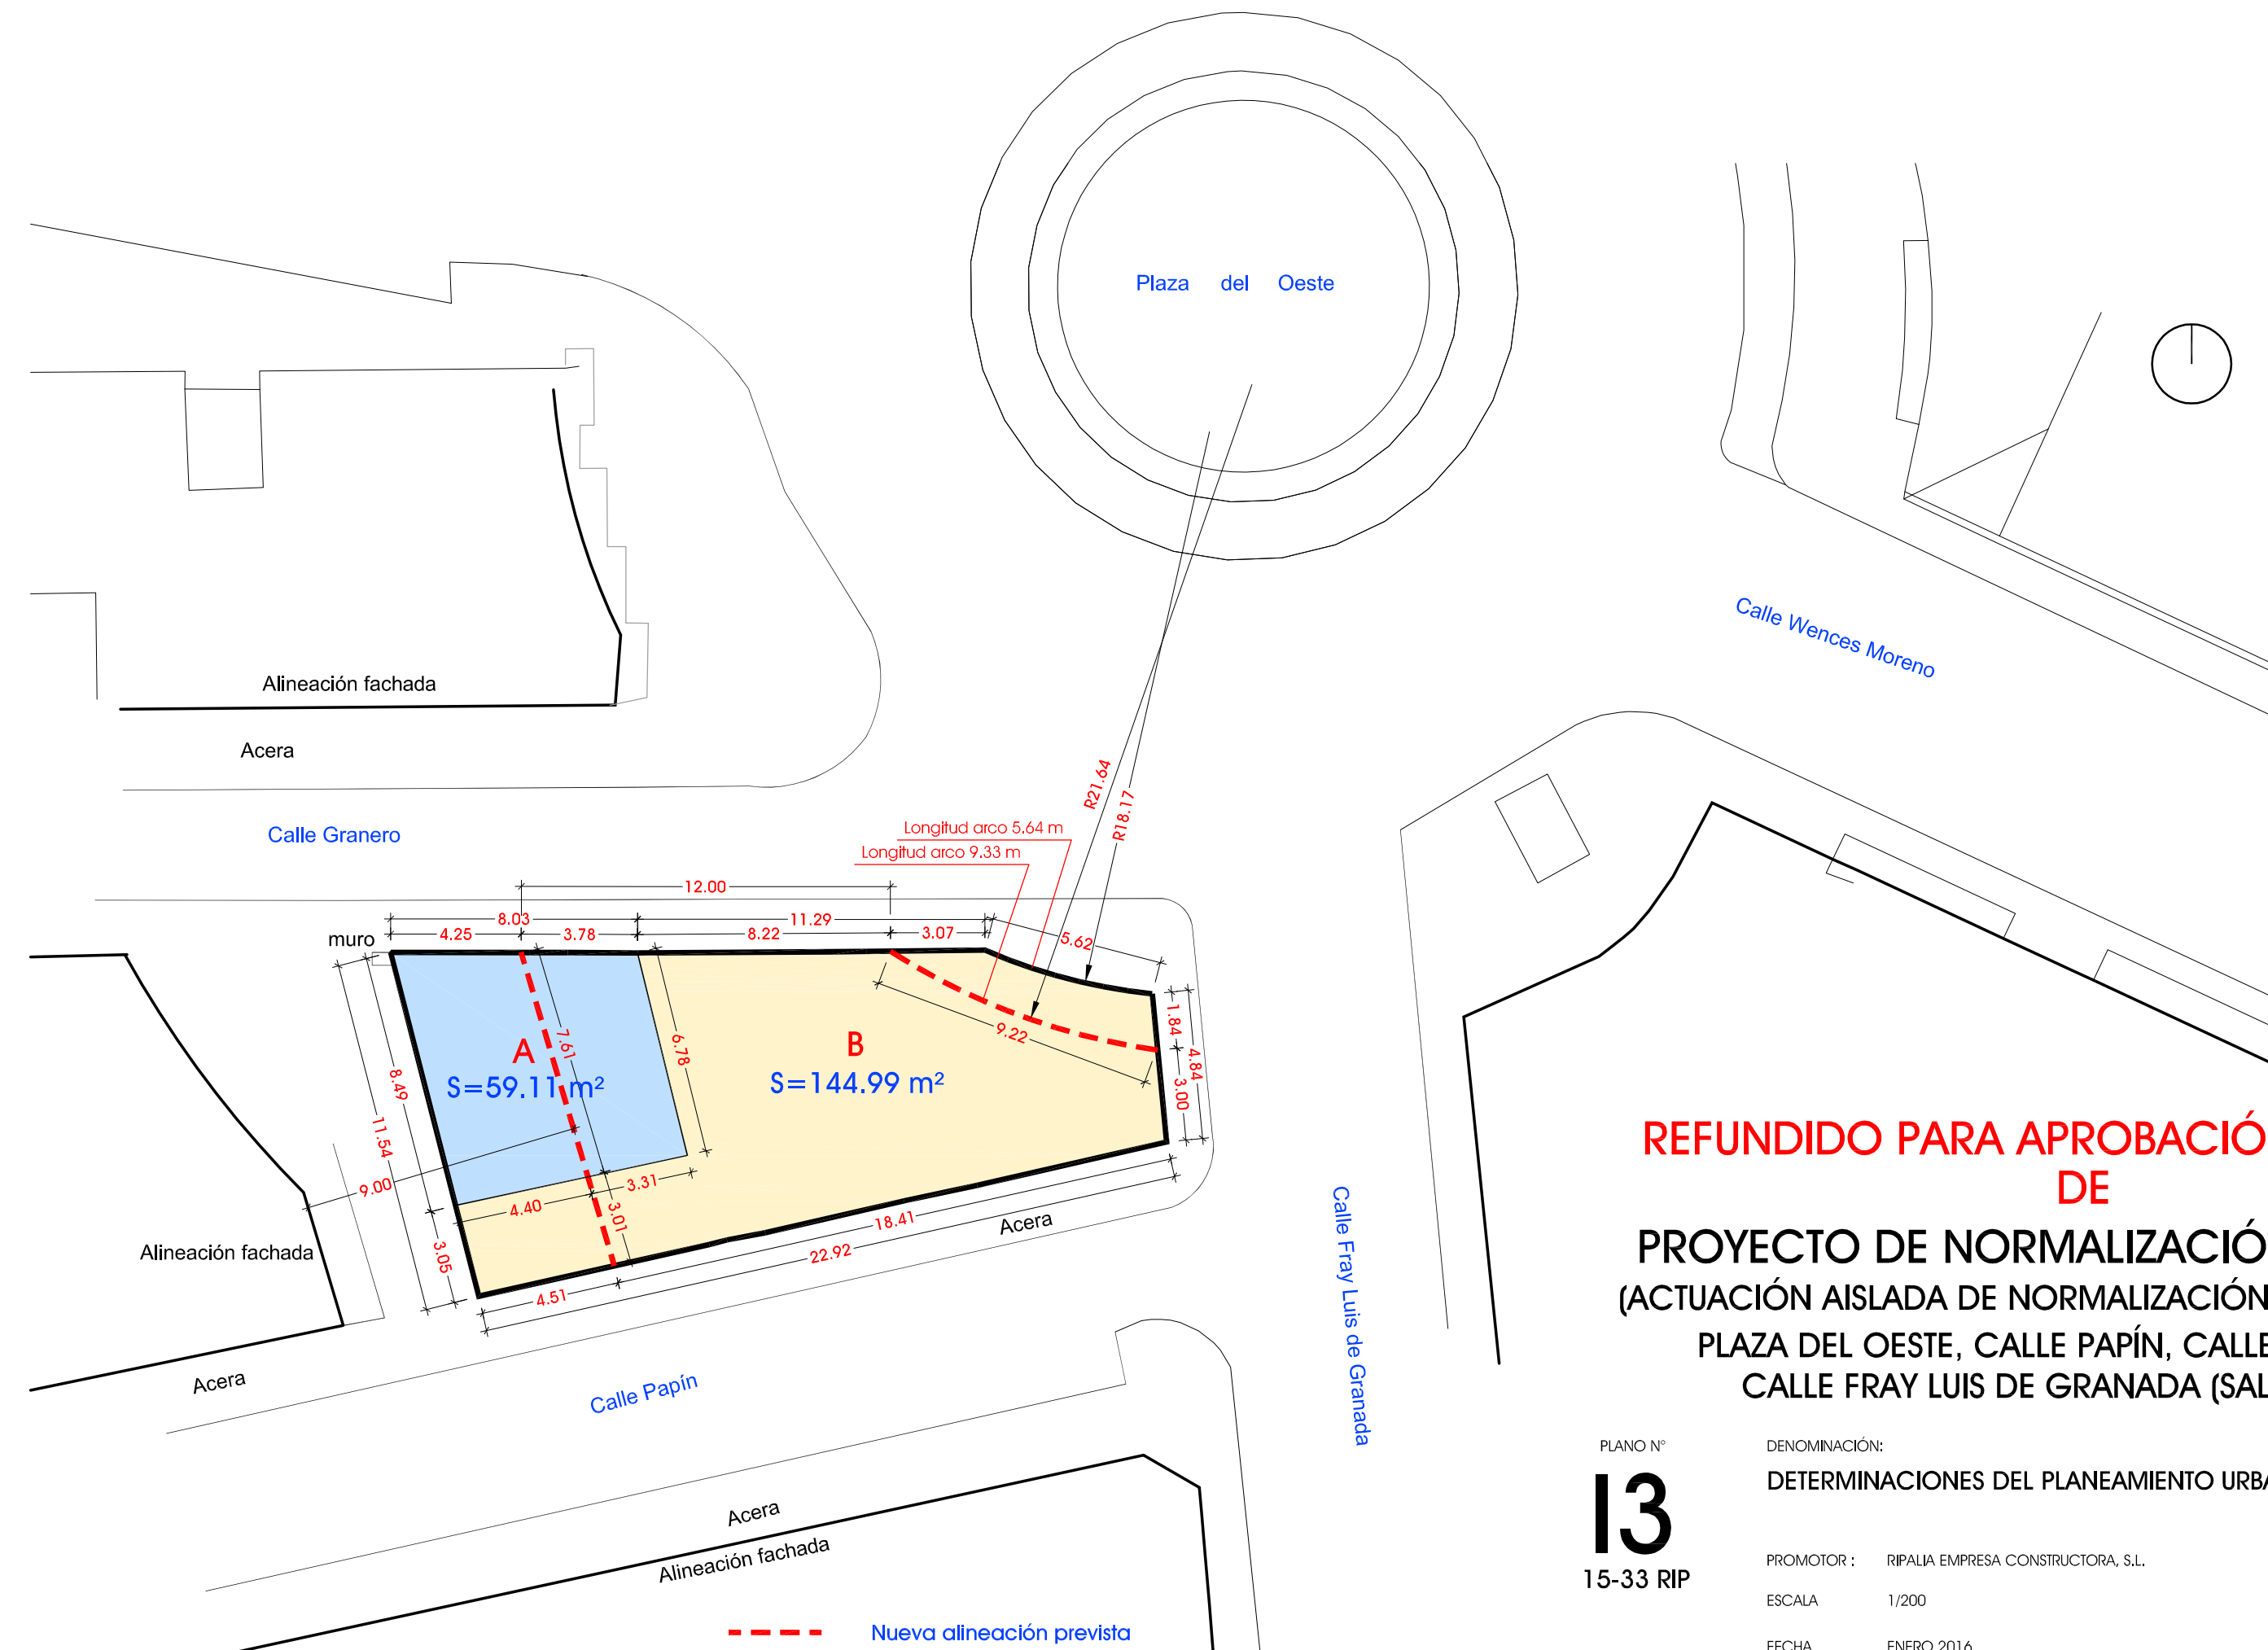 Plaza del Oeste
Calle Wences Moreno
Alineación fachada
Acera
Calle Granero
R21.64
R18.17
Longitud arco 5.64 m
Longitud arco 9.33 m
12.00
8.03
11.29
muro
4.25
3.78
8.22
3.07
5.62
1.84
4.84
3.00
9.22
A
S=59.11 m²
7.61
6.78
B
S=144.99 m²
8.49
11.54
9.00
3.05
4.40
3.31
3.01
4.51
18.41
22.92
Acera
Alineación fachada
Acera
Calle Papín
Calle Fray Luis de Granada
Acera
Alineación fachada
Nueva alineación prevista
REFUNDIDO PARA APROBACIÓ
DE
PROYECTO DE NORMALIZACIÓ
(ACTUACIÓN AISLADA DE NORMALIZACIÓN
PLAZA DEL OESTE, CALLE PAPÍN, CALLE
CALLE FRAY LUIS DE GRANADA (SAL
PLANO Nº
I3
15-33 RIP
DENOMINACIÓN:
DETERMINACIONES DEL PLANEAMIENTO URBA
PROMOTOR : RIPALIA EMPRESA CONSTRUCTORA, S.L.
ESCALA 1/200
FECHA ENERO 2016